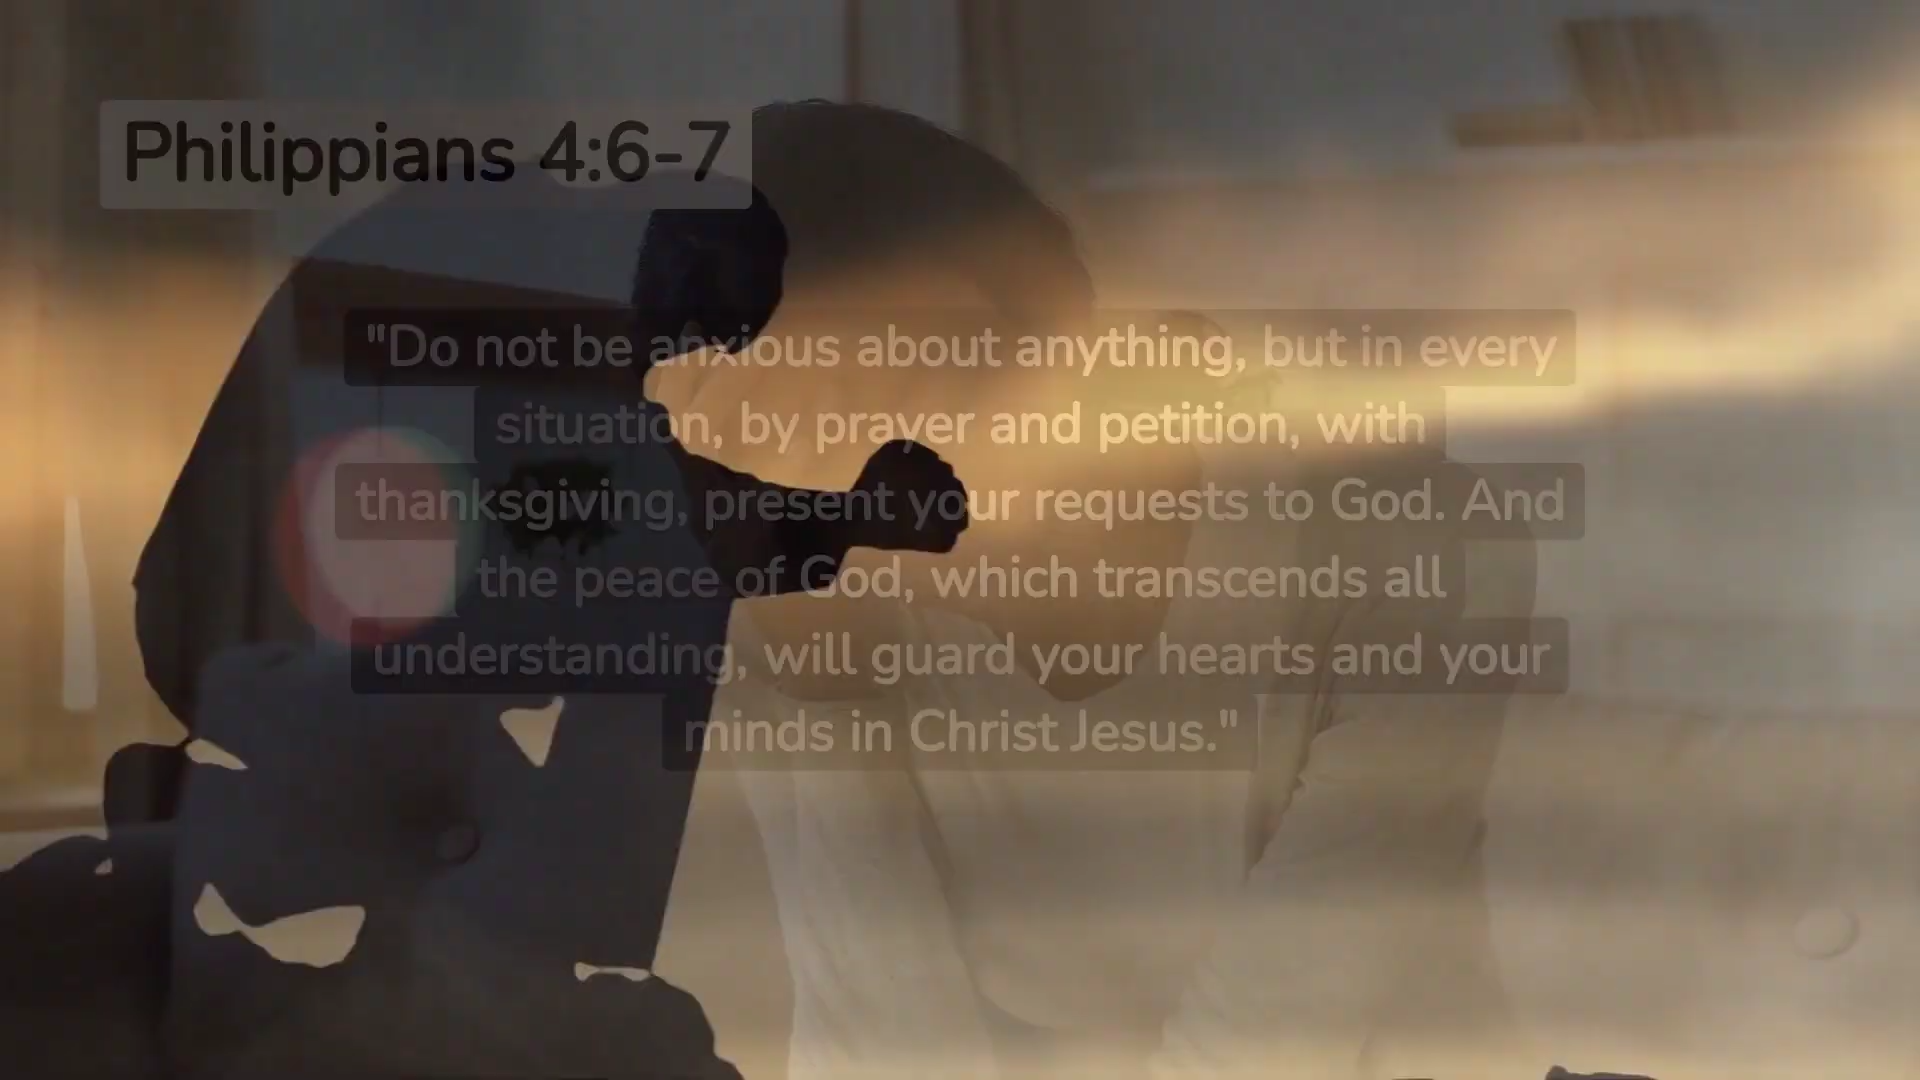 Philippians 4:6-7
"Do not be anxious about anything, but in every
situation, by prayer and petition, with
thanksgiving, present your requests to God. And
the peace of God, which transcends all
understanding, will guard your hearts and your
minds in Christ Jesus."